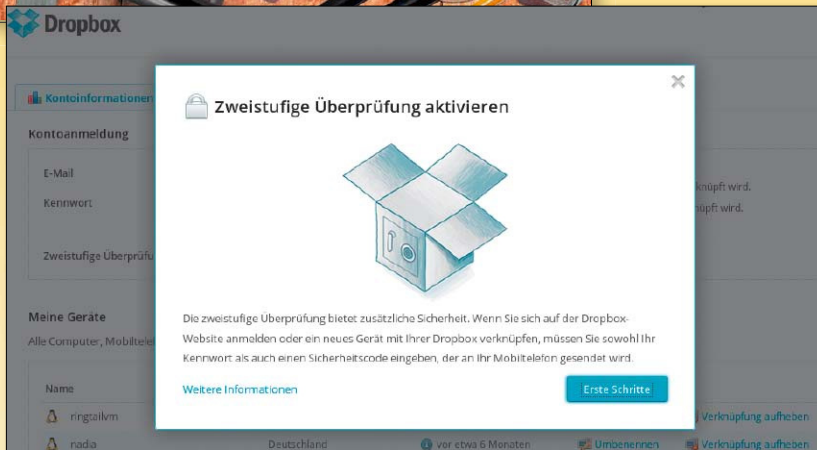 Dropbox
Kontoinformationen
Zweistufige Überprüfung aktivieren
Kontoanmeldung
E-Mail
knüpft wird.
Kennwort
nüpft wird.
Zweistufige Überprüfu
Die zweistufige Überprüfung bietet zusätzliche Sicherheit. Wenn Sie sich auf der Dropbox-
Website anmelden oder ein neues Gerät mit Ihrer Dropbox verknüpfen, müssen Sie sowohl Ihr
Kennwort als auch einen Sicherheitscode eingeben, der an Ihr Mobiltelefon gesendet wird.
Meine Geräte
Alle Computer, Mobiltelef
Weitere Informationen
Erste Schritte
Name
ringtailvm
Verknüpfung aufheben
nadia Deutschland vor etwa 6 Monaten Umbenennen Verknüpfung aufheben